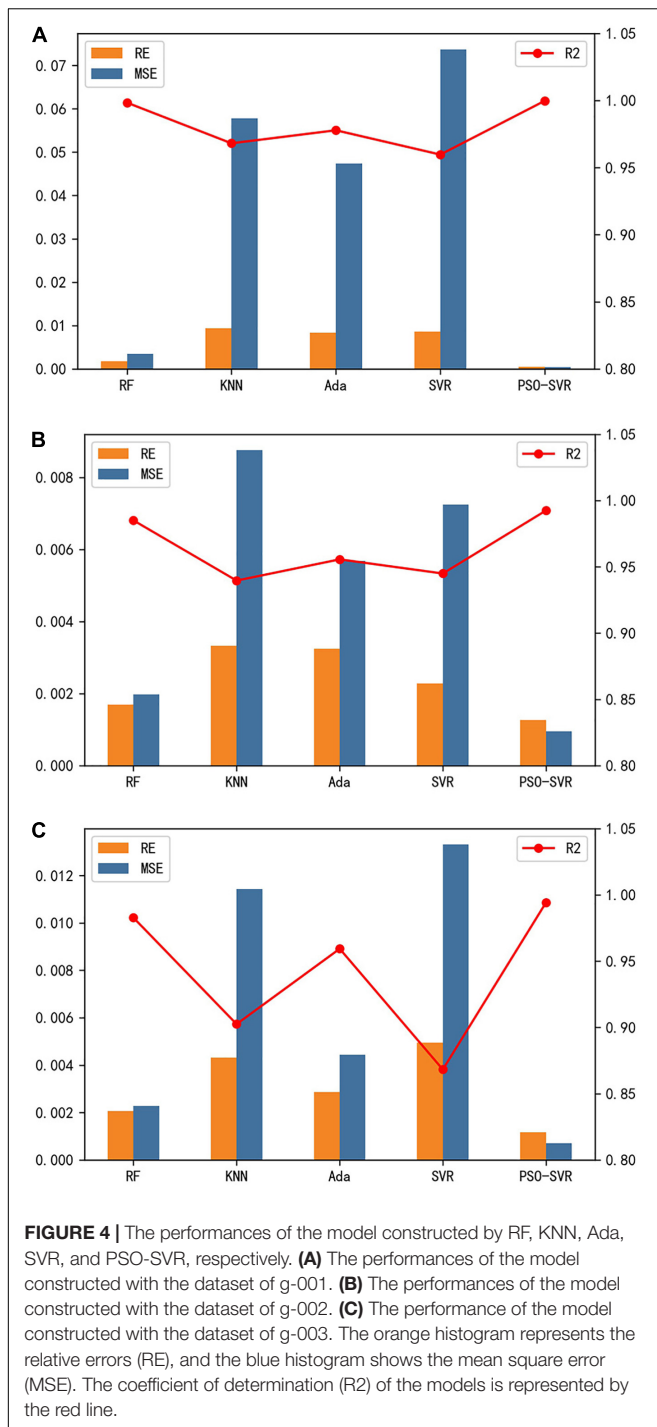 A
RE
MSE
R2
0.07
0.06
0.05
0.04
0.03
0.02
0.01
0.00
1.05
1.00
0.95
0.90
0.85
0.80
RF KNN Ada SVR PSO-SVR
B
RE
MSE
R2
0.008
0.006
0.004
0.002
0.000
1.05
1.00
0.95
0.90
0.85
0.80
RF KNN Ada SVR PSO-SVR
C
RE
MSE
R2
0.012
0.010
0.008
0.006
0.004
0.002
0.000
1.05
1.00
0.95
0.90
0.85
0.80
RF KNN Ada SVR PSO-SVR
FIGURE 4 | The performances of the model constructed by RF, KNN, Ada,
SVR, and PSO-SVR, respectively. (A) The performances of the model
constructed with the dataset of g-001. (B) The performances of the model
constructed with the dataset of g-002. (C) The performance of the model
constructed with the dataset of g-003. The orange histogram represents the
relative errors (RE), and the blue histogram shows the mean square error
(MSE). The coefficient of determination (R2) of the models is represented by
the red line.